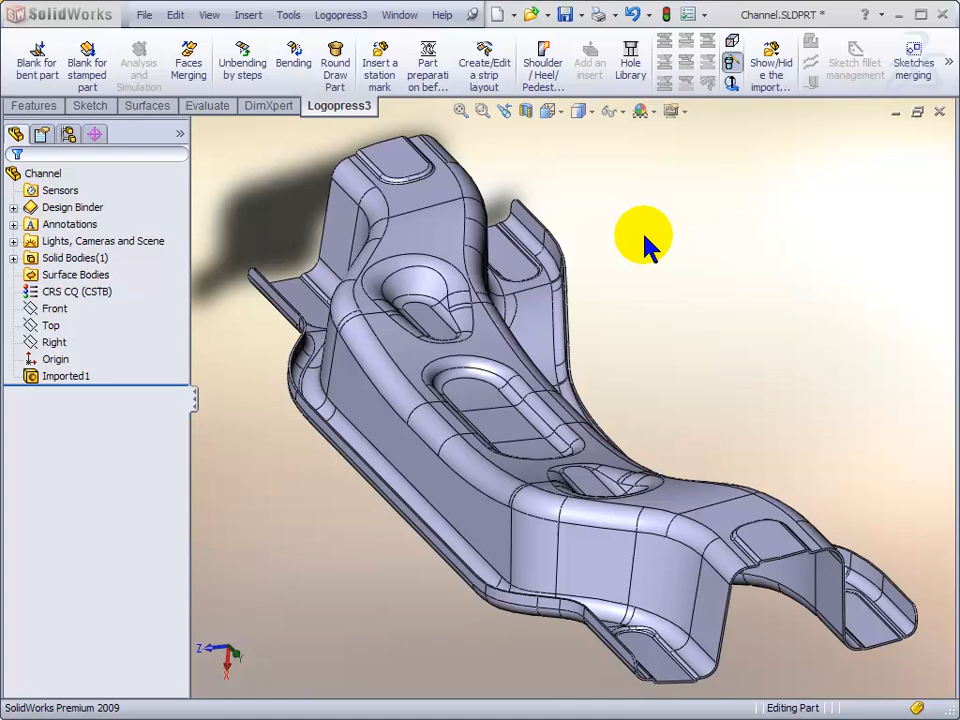 SolidWorks File Edit View Insert Tools Logopress3 Window Help Channel.SLDPRT *
Blank for bent part
Blank for stamped part
Analysis and Simulation
Faces Merging
Unbending by steps
Bending
Round Draw Part
Insert a station mark
Part preparati on bef...
Create/Edit a strip layout
Shoulder / Heel / Pedest...
Add an insert
Hole Library
Show/Hid e the import...
Sketch fillet management
Sketches merging
Features Sketch Surfaces Evaluate DimXpert Logopress3
Channel
Sensors
Design Binder
Annotations
Lights, Cameras and Scene
Solid Bodies(1)
Surface Bodies
CRS CQ (CSTB)
Front
Top
Right
Origin
Imported1
Z
Y
X
SolidWorks Premium 2009 Editing Part